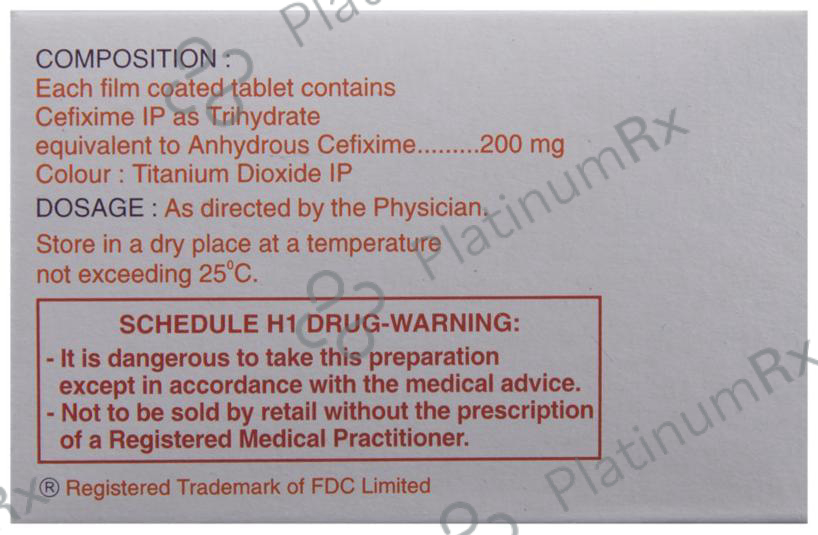 Pla
COMPOSITION :
Each film coated tablet contains
Cefixime IP as Trihydrate
equivalent to Anhydrous Cefixime.........200 mg
Colour : Titanium Dioxide IP
DOSAGE : As directed by the Physician.
Store in a dry place at a temperature
not exceeding 25⁰C.
PlatinumRx
SCHEDULE H1 DRUG-WARNING:
- It is dangerous to take this preparation
except in accordance with the medical advice.
- Not to be sold by retail without the prescription
of a Registered Medical Practitioner.
PlatinumRx
® Registered Trademark of FDC Limited
Rx